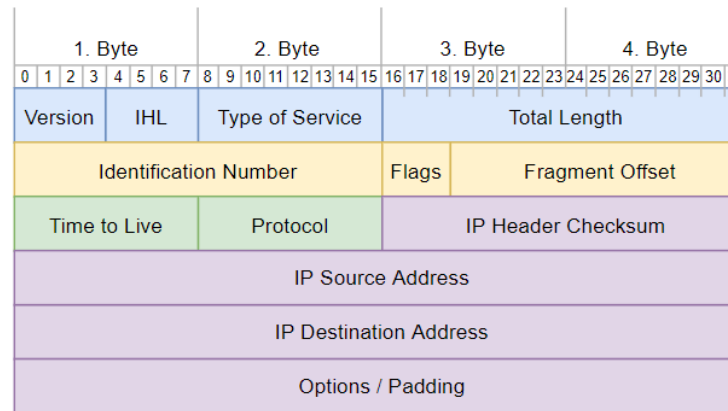 1. Byte 2. Byte 3. Byte 4. Byte
0 1 2 3 4 5 6 7 8 9 10 11 12 13 14 15 16 17 18 19 20 21 22 23 24 25 26 27 28 29 30
Version IHL Type of Service Total Length
Identification Number Flags Fragment Offset
Time to Live Protocol IP Header Checksum
IP Source Address
IP Destination Address
Options / Padding